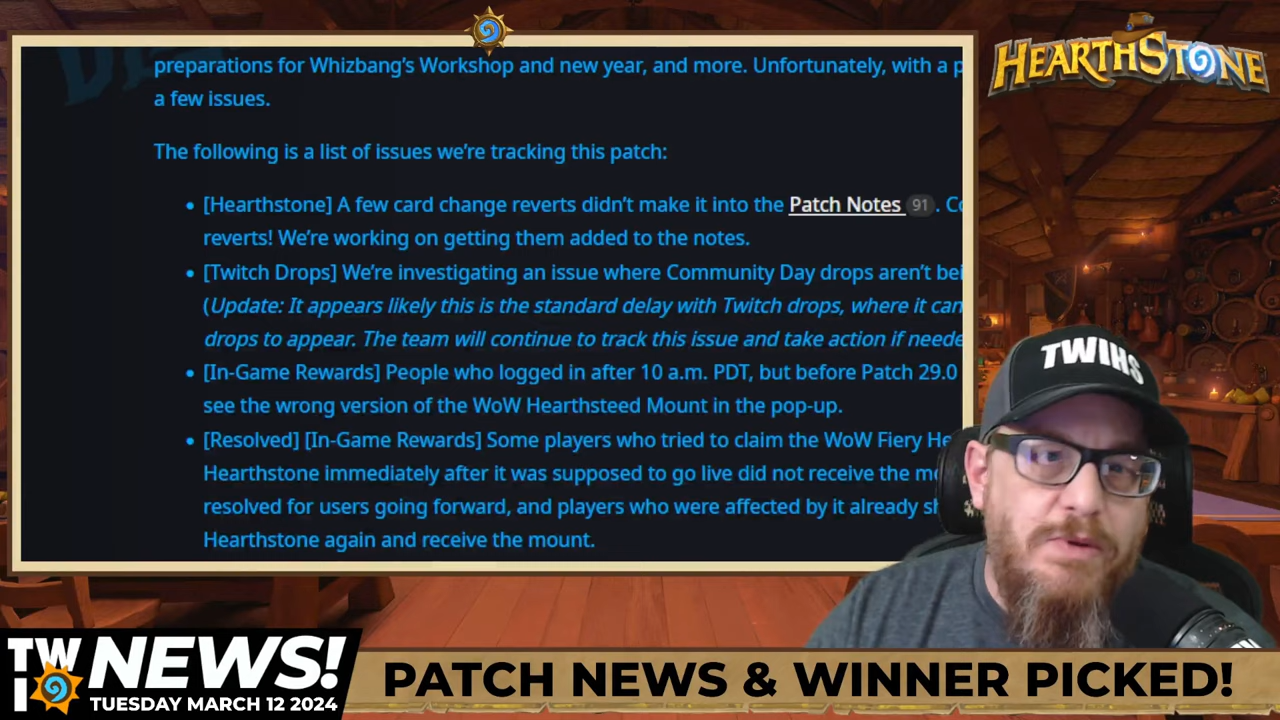 HEARTHSTONE
preparations for Whizbang's Workshop and new year, and more. Unfortunately, with a p
a few issues.
The following is a list of issues we're tracking this patch:
• [Hearthstone] A few card change reverts didn't make it into the Patch Notes 91 . Co
reverts! We're working on getting them added to the notes.
• [Twitch Drops] We're investigating an issue where Community Day drops aren't bei
(Update: It appears likely this is the standard delay with Twitch drops, where it can
drops to appear. The team will continue to track this issue and take action if neede
• [In-Game Rewards] People who logged in after 10 a.m. PDT, but before Patch 29.0
see the wrong version of the WoW Hearthsteed Mount in the pop-up.
• [Resolved] [In-Game Rewards] Some players who tried to claim the WoW Fiery He
Hearthstone immediately after it was supposed to go live did not receive the mo
resolved for users going forward, and players who were affected by it already sh
Hearthstone again and receive the mount.
TWIHS
TW
I
NEWS!
TUESDAY MARCH 12 2024
PATCH NEWS & WINNER PICKED!